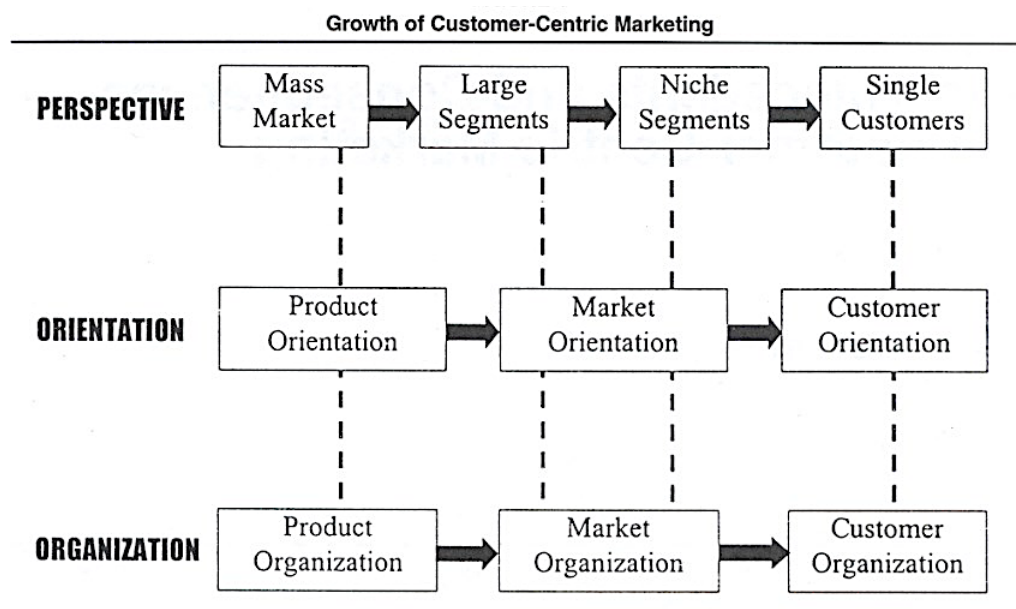 Growth of Customer-Centric Marketing
PERSPECTIVE
Mass
Market
Large
Segments
Niche
Segments
Single
Customers
ORIENTATION
Product
Orientation
Market
Orientation
Customer
Orientation
ORGANIZATION
Product
Organization
Market
Organization
Customer
Organization